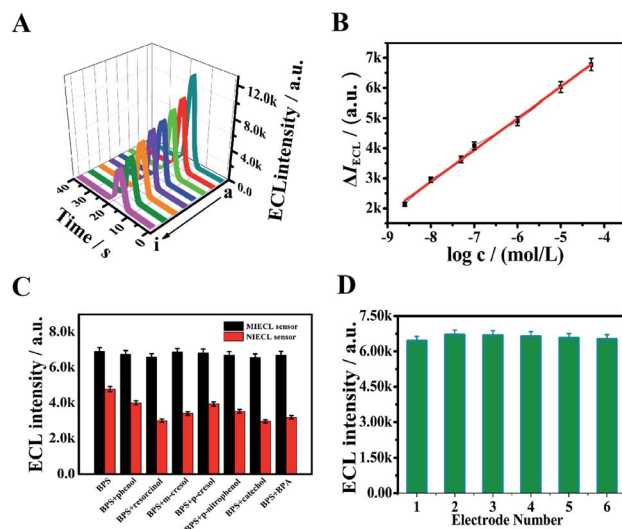 A
ECL intensity / a.u.
12.0k
8.0k
4.0k
0.0
a
i
40
30
20
10
0
Time / s
B
ΔI_ECL / (a.u.)
7k
6k
5k
4k
3k
2k
-9 -8 -7 -6 -5 -4
log c / (mol/L)
C
ECL intensity / a.u.
8.0k
6.0k
4.0k
2.0k
0.0
MIECL sensor
NIECL sensor
BPS
BPS+phenol
BPS+resorcinol
BPS+m-cresol
BPS+p-cresol
BPS+p-nitrophenol
BPS+catechol
BPS+BPA
D
ECL intensity / a.u.
7.50k
6.00k
4.50k
3.00k
1.50k
0.00
1 2 3 4 5 6
Electrode Number